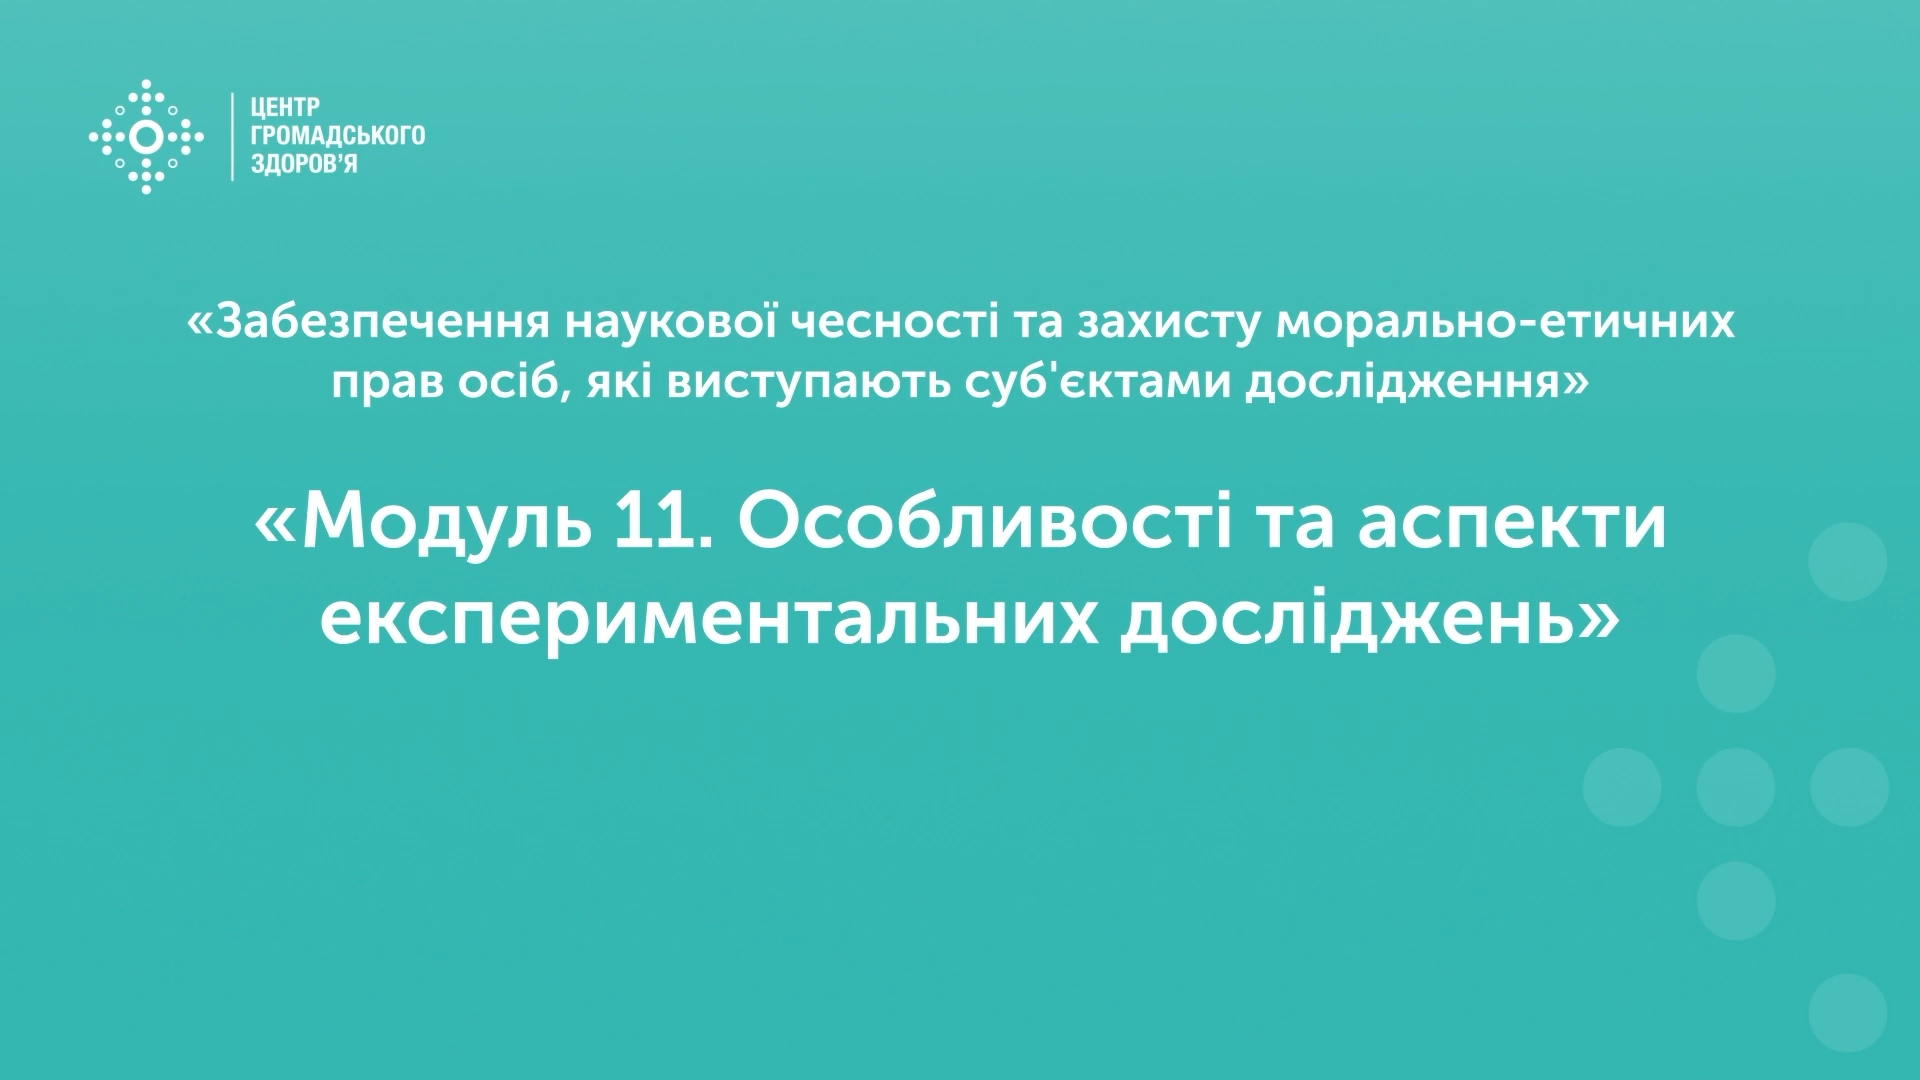 ЦЕНТР
ГРОМАДСЬКОГО
ЗДОРОВ'Я
«Забезпечення наукової чесності та захисту морально-етичних
прав осіб, які виступають суб'єктами дослідження»
«Модуль 11. Особливості та аспекти
експериментальних досліджень»